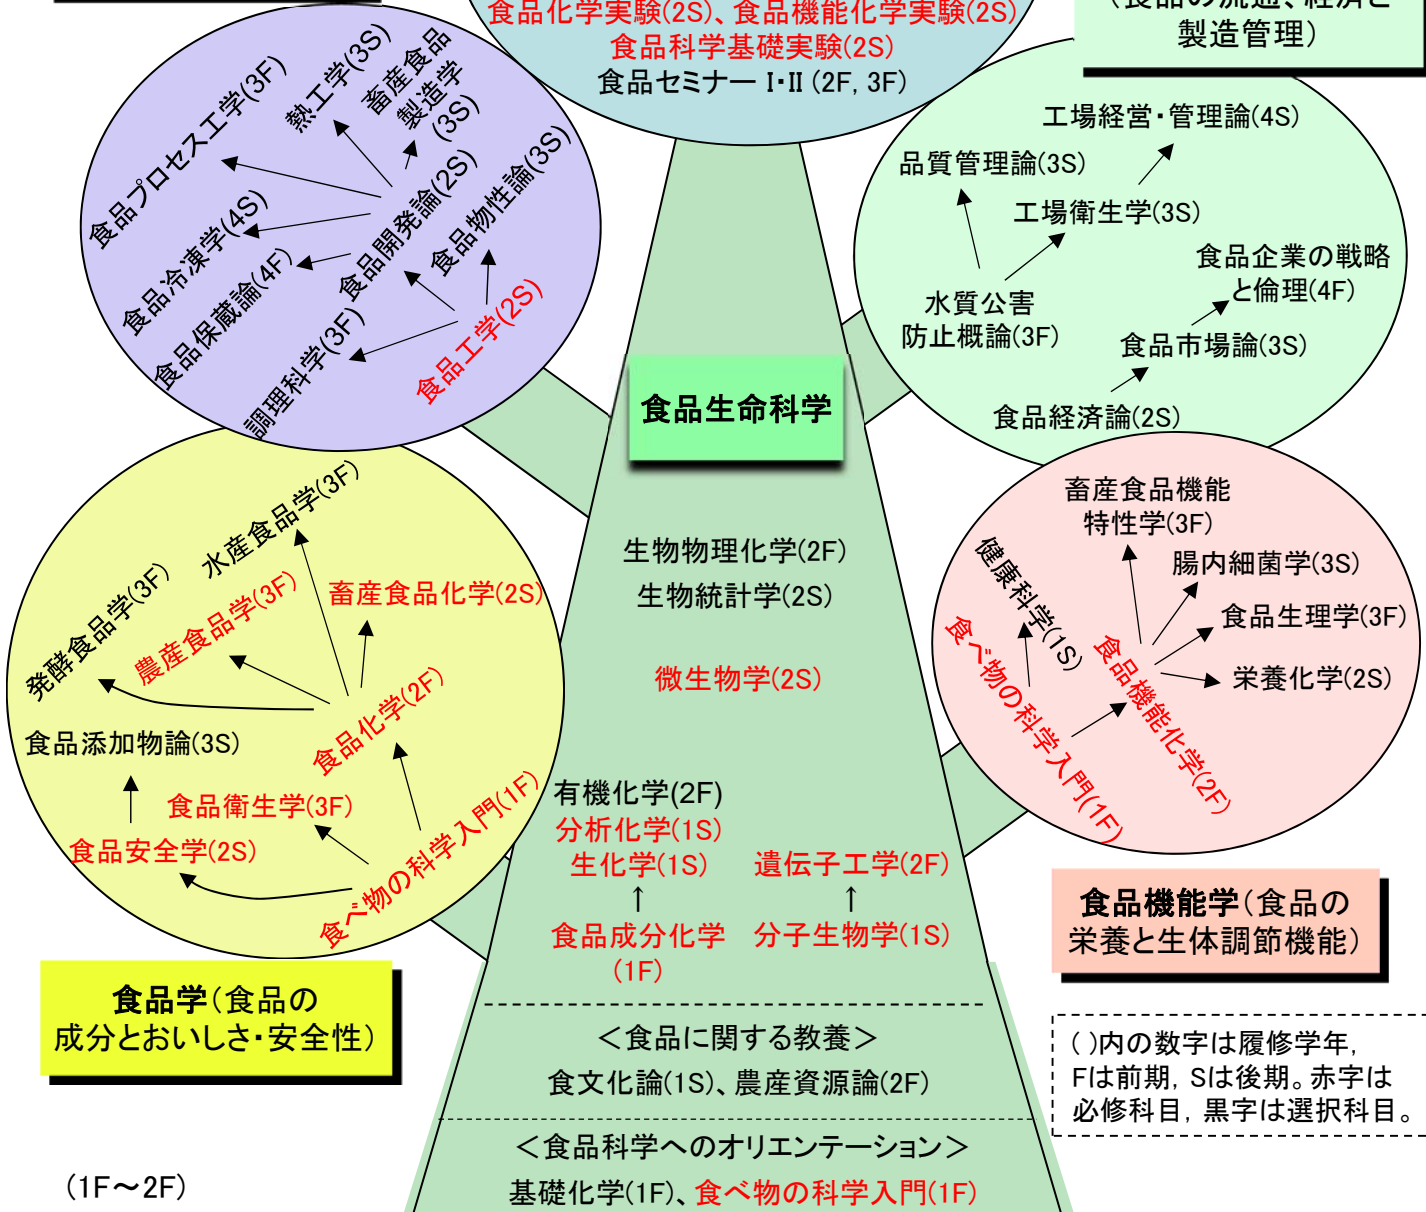 食品化学実験(2S)、食品機能化学実験(2S)
食品科学基礎実験(2S)
食品セミナー I・II (2F, 3F)
製造管理)
食品プロセス工学(3F)
熱工学(3S)
畜産食品
製造学
(3S)
食品冷凍学(4S)
食品保蔵論(4F)
食品開発論(2S)
食品物性論(3S)
調理科学(3F)
食品工学(2S)
工場経営・管理論(4S)
品質管理論(3S)
工場衛生学(3S)
食品企業の戦略
と倫理(4F)
水質公害
防止概論(3F)
食品市場論(3S)
食品経済論(2S)
食品生命科学
生物物理化学(2F)
生物統計学(2S)
微生物学(2S)
有機化学(2F)
分析化学(1S)
生化学(1S)
↑
食品成分化学
(1F)
遺伝子工学(2F)
↑
分子生物学(1S)
水産食品学(3F)
発酵食品学(3F)
農産食品学(3F)
畜産食品化学(2S)
食品化学(2F)
食品添加物論(3S)
食品衛生学(3F)
食品安全学(2S)
食べ物の科学入門(1F)
畜産食品機能
特性学(3F)
健康科学(1S)
腸内細菌学(3S)
食品生理学(3F)
栄養化学(2S)
食品機能化学(2F)
食べ物の科学入門(1F)
食品機能学(食品の
栄養と生体調節機能)
食品学(食品の
成分とおいしさ・安全性)
<食品に関する教養>
食文化論(1S)、農産資源論(2F)
<食品科学へのオリエンテーション>
基礎化学(1F)、食べ物の科学入門(1F)
( )内の数字は履修学年,
Fは前期, Sは後期。赤字は
必修科目, 黒字は選択科目。
(1F～2F)